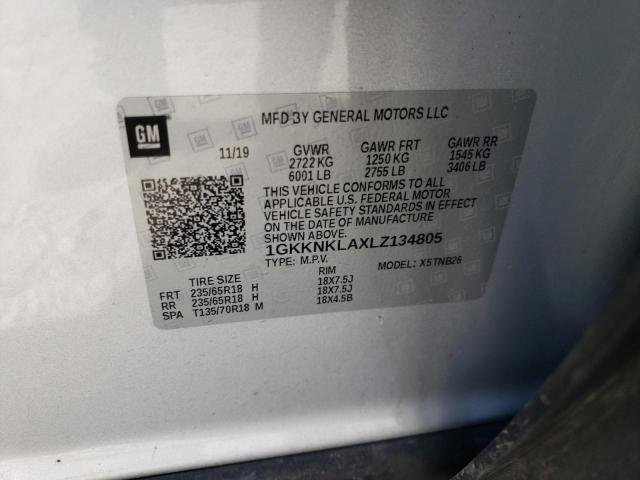 GM
MFD BY GENERAL MOTORS LLC
11/19 GVWR GAWR FRT GAWR RR
2722 KG 1250 KG 1545 KG
6001 LB 2755 LB 3406 LB
THIS VEHICLE CONFORMS TO ALL
APPLICABLE U.S. FEDERAL MOTOR
VEHICLE SAFETY STANDARDS IN EFFECT
ON THE DATE OF MANUFACTURE
SHOWN ABOVE.
1GKKNKLAXLZ134805
TYPE: M.P.V. MODEL: X5TNB26
TIRE SIZE RIM
FRT 235/65R18 H 18X7.5J
RR 235/65R18 H 18X7.5J
SPA T135/70R18 M 18X4.5B